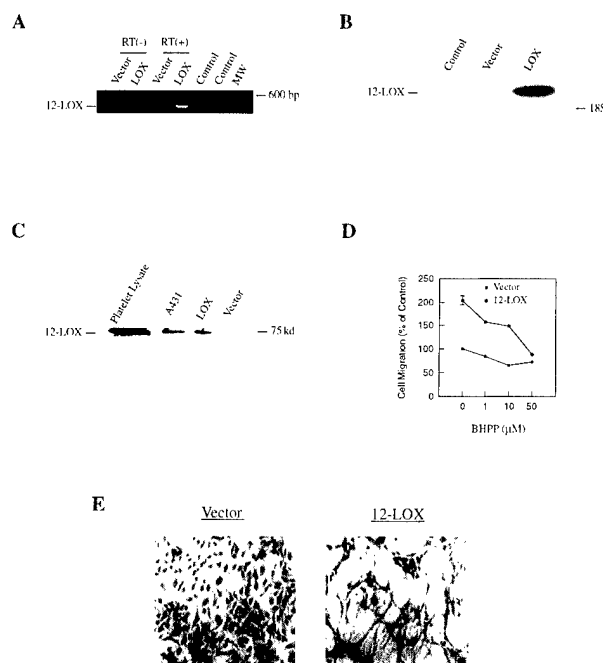 A
RT(-) RT(+)
Vector LOX Vector LOX Control Control MW
12-LOX —
← 600 bp
B
Control Vector LOX
12-LOX —
← 18S
C
Platelet Lysate A431 LOX Vector
12-LOX —
— 75kd
D
250
200
150
100
50
0
Cell Migration (% of Control)
Vector
12-LOX
0 1 10 50
BHPP (µM)
E
Vector 12-LOX